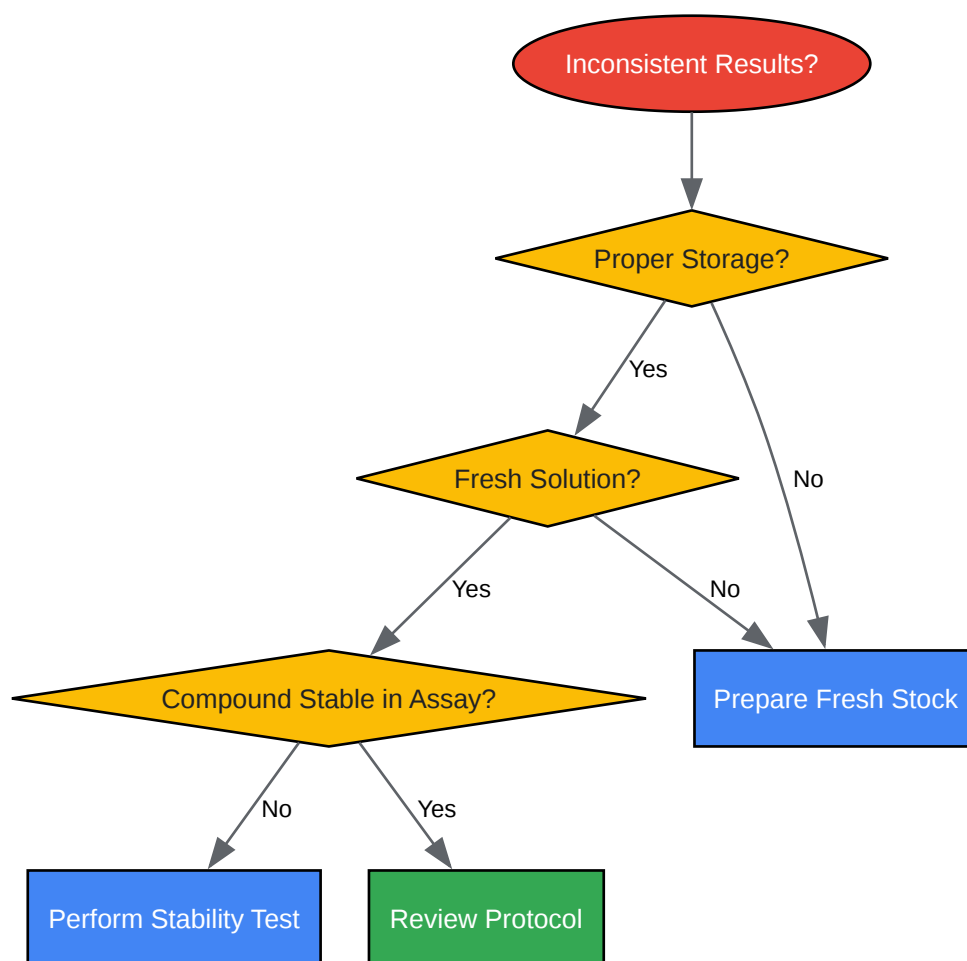 Inconsistent Results?
Proper Storage?
Yes
No
Fresh Solution?
Yes
No
Compound Stable in Assay?
Prepare Fresh Stock
No
Yes
Perform Stability Test
Review Protocol